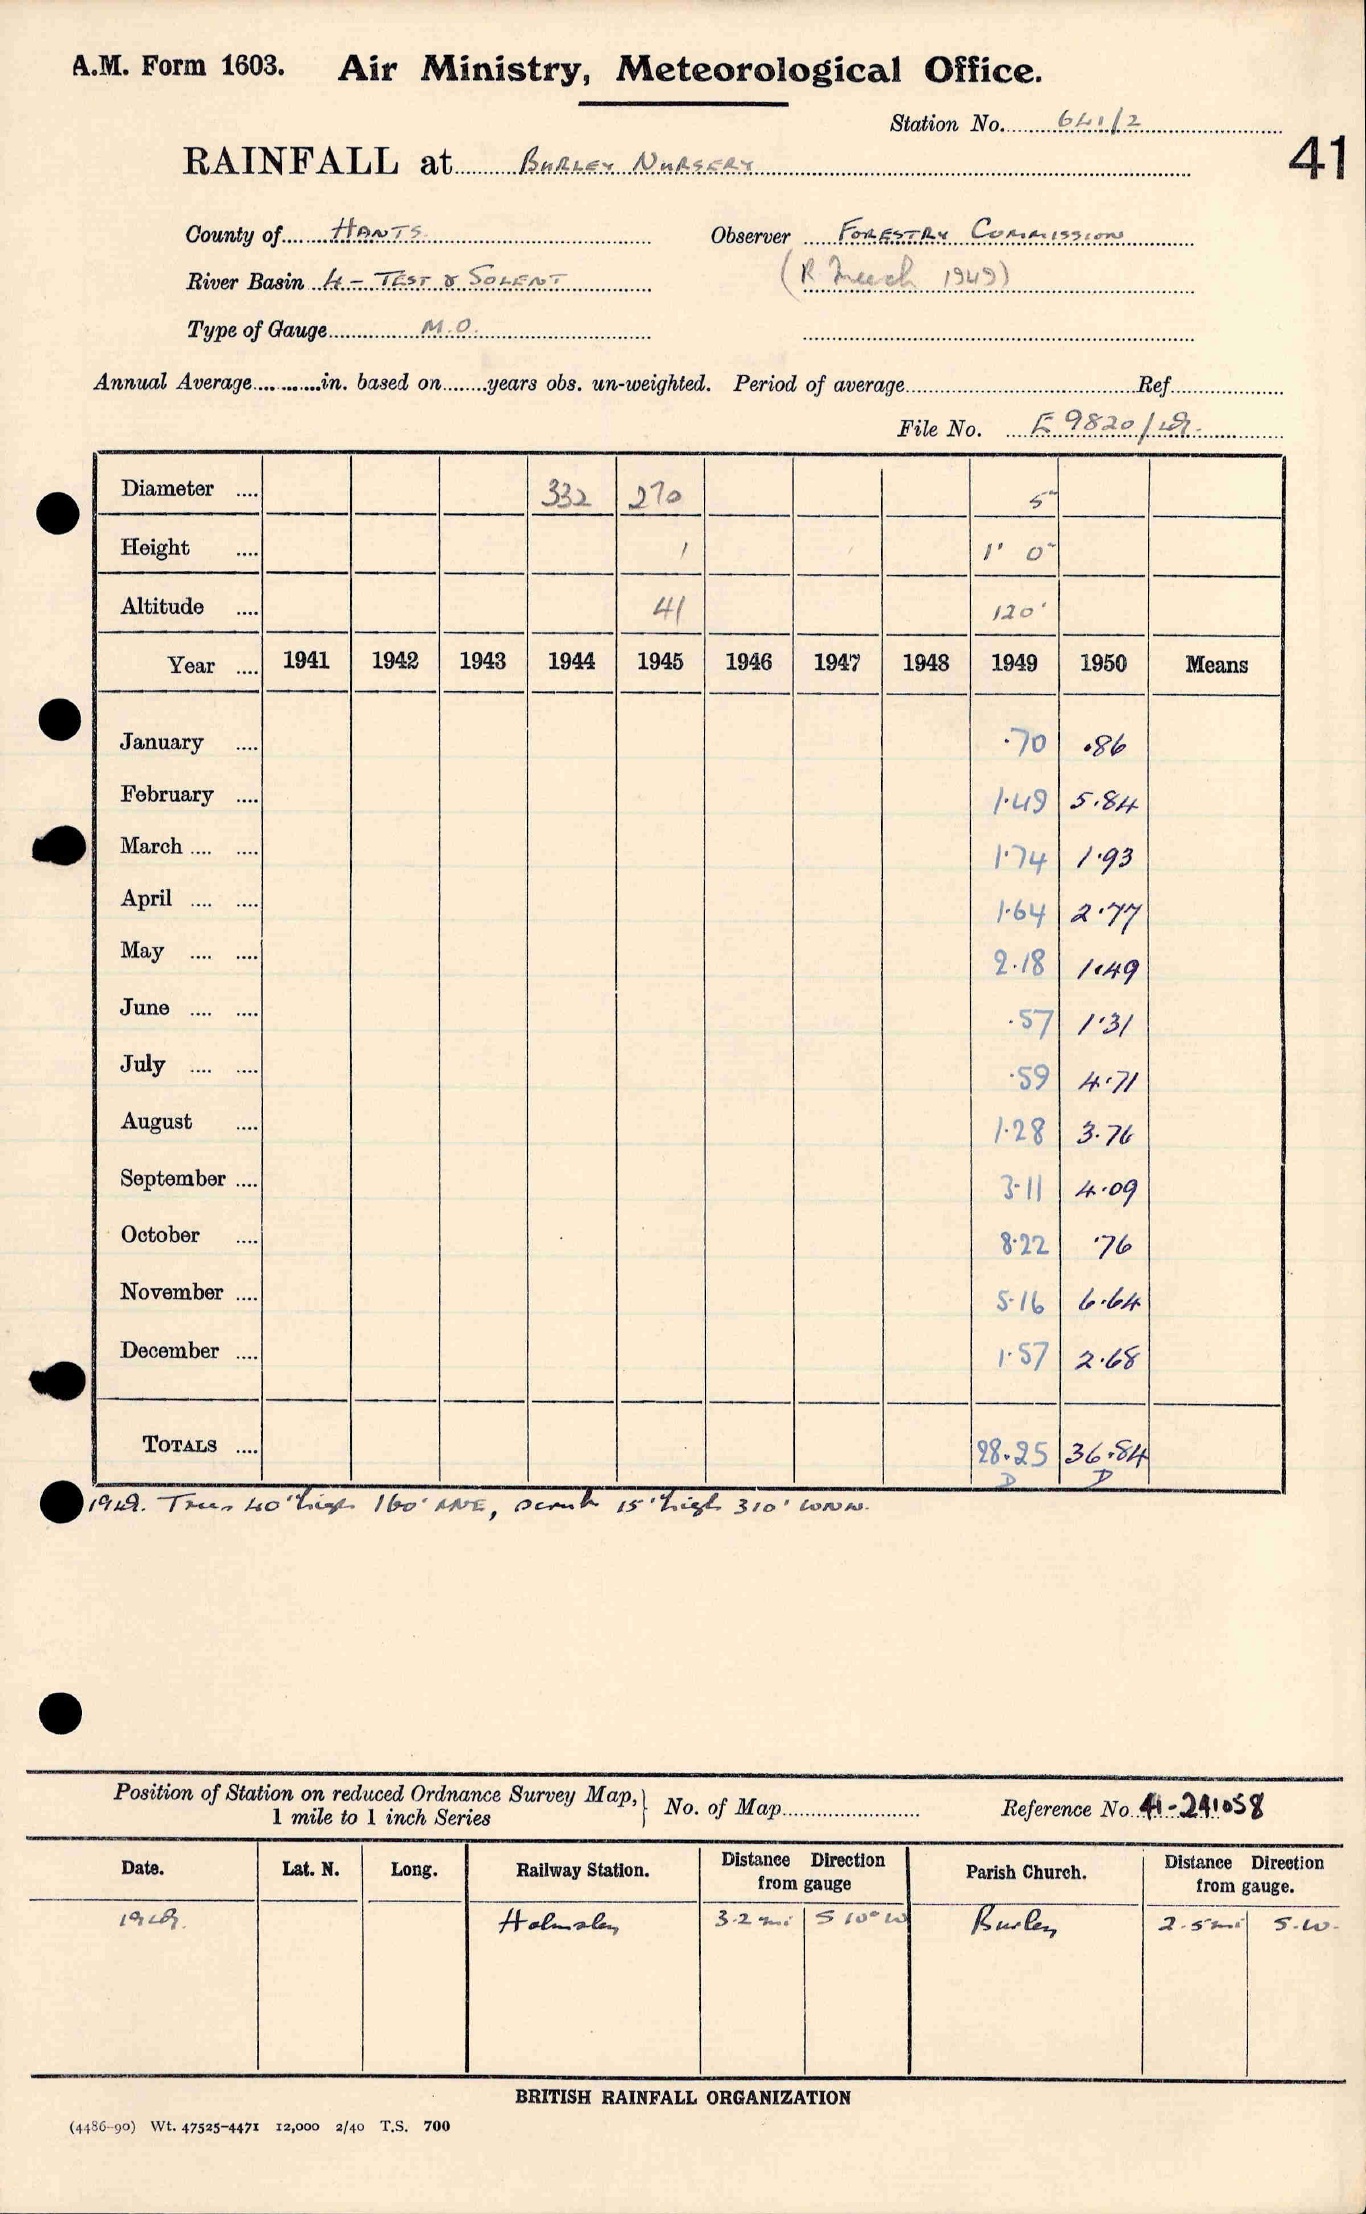 A.M. Form 1603. Air Ministry, Meteorological Office.
Station No. 641/2
41
RAINFALL at BURLEY NURSERY
County of HANTS. Observer FORESTRY COMMISSION
River Basin 4 - TEST & SOLENT (R 1949)
Type of Gauge M.O.
Annual Average in. based on years obs. un-weighted. Period of average Ref
File No. E 9820/49.
Diameter .... 332 270 5"
Height .... 1 1' 0"
Altitude .... 41 120'
Year .... 1941 1942 1943 1944 1945 1946 1947 1948 1949 1950 Means
January .... .70 .86
February .... 1.49 5.84
March .... .... 1.74 1.93
April .... .... 1.64 2.77
May .... .... 2.18 1.49
June .... .... .57 1.31
July .... .... .59 4.71
August .... 1.28 3.76
September .... 3.11 4.09
October .... 8.22 .76
November .... 5.16 6.64
December .... 1.57 2.68
TOTALS .... 28.25 36.84
D D
1949. Trees 40' high 160' NNE, scrub 15' high 310' WNW.
Position of Station on reduced Ordnance Survey Map, 1 mile to 1 inch Series } No. of Map Reference No 41-241058
Date. Lat. N. Long. Railway Station. Distance Direction from gauge Parish Church. Distance Direction from gauge.
1949. Holmsley 3.2 mi S 10° W Burley 2.5 mi S.W.
BRITISH RAINFALL ORGANIZATION
(4486-90) Wt. 47525-4471 12,000 2/40 T.S. 700